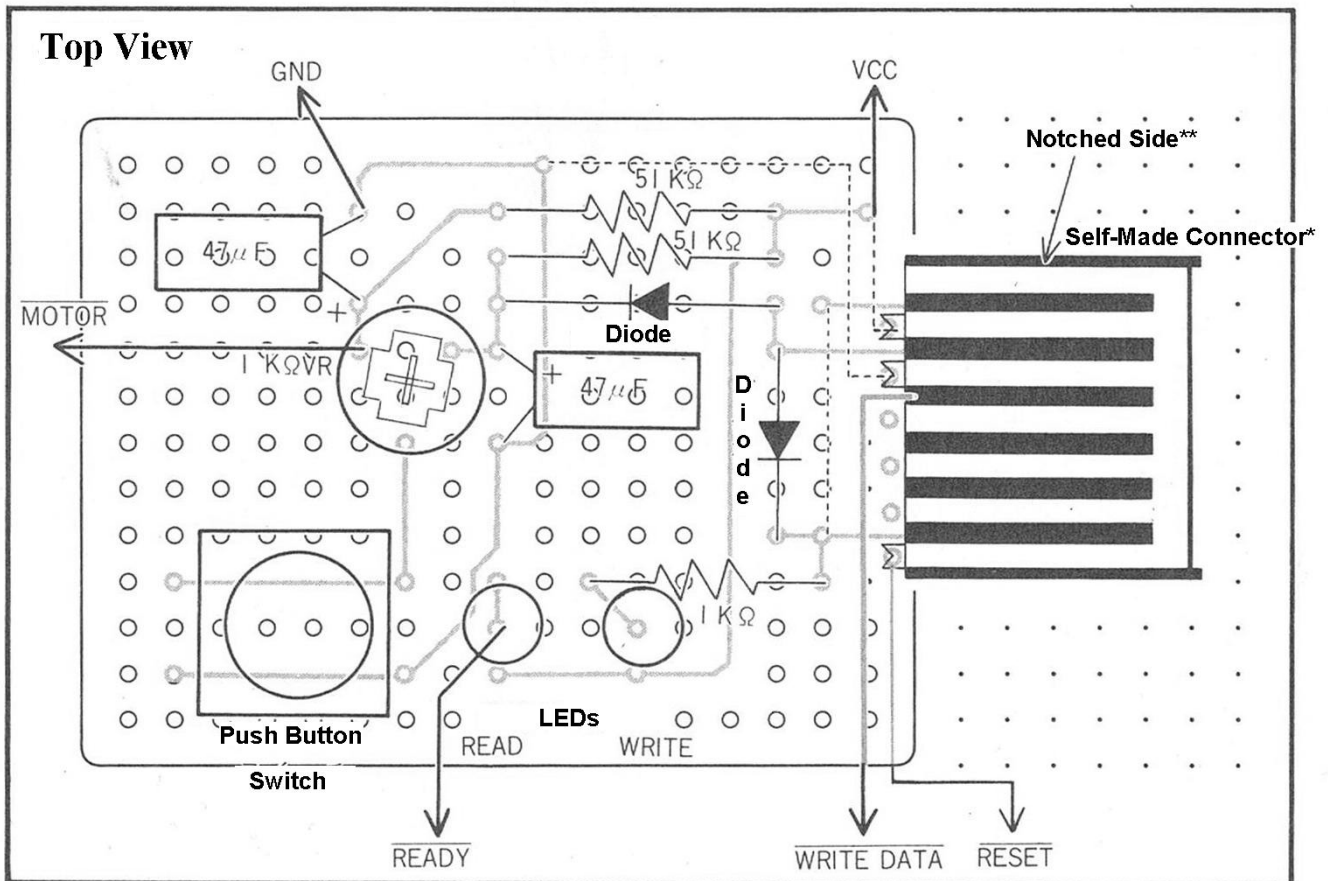 Top View
GND
VCC
Notched Side**
51 KΩ
47μF
51 KΩ
Self-Made Connector*
+
MOTOR
Diode
1 KΩVR
+
47μF
Diode
1 KΩ
LEDs
Push Button
Switch
READ
WRITE
READY
WRITE DATA
RESET